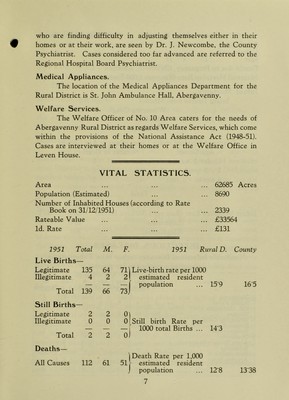 who are finding difficulty in adjusting themselves either in their
homes or at their work, are seen by Dr. J. Newcombe, the County
Psychiatrist. Cases considered too far advanced are referred to the
Regional Hospital Board Psychiatrist.
Medical Appliances.
The location of the Medical Appliances Department for the
Rural District is St. John Ambulance Hall, Abergavenny.
Welfare Services.
The Welfare Officer of No. 10 Area caters for the needs of
Abergavenny Rural District as regards Welfare Services, which come
within the provisions of the National Assistance Act (1948-51).
Cases are interviewed at their homes or at the Welfare Office in
Leven House.
VITAL STATISTICS.
Area ... ... ... ... 62685 Acres
Population (Estimated) ... ... ... 8690
Number of Inhabited Houses (according to Rate
Book on 31/12/1951) ... ... ... 2339
Rateable Value ... ... ... £33564
1d. Rate ... ... ... £131
1951 Total M. F. 1951 Rural D. County
Live Births—
Legitimate 135 64 71 Live-birth rate per 1000
Illegitimate 4 2 2 estimated resident
Total 139 66 73 population ... 15·9 16·5
Still Births—
Legitimate 2 2 0
Illegitimate 0 0 0 Still birth Rate per
1000 total Births ... 14·3
Total 2 2 0
Deaths—
Death Rate per 1,000
All Causes 112 61 51 estimated resident
population ... 12·8 13·38
7